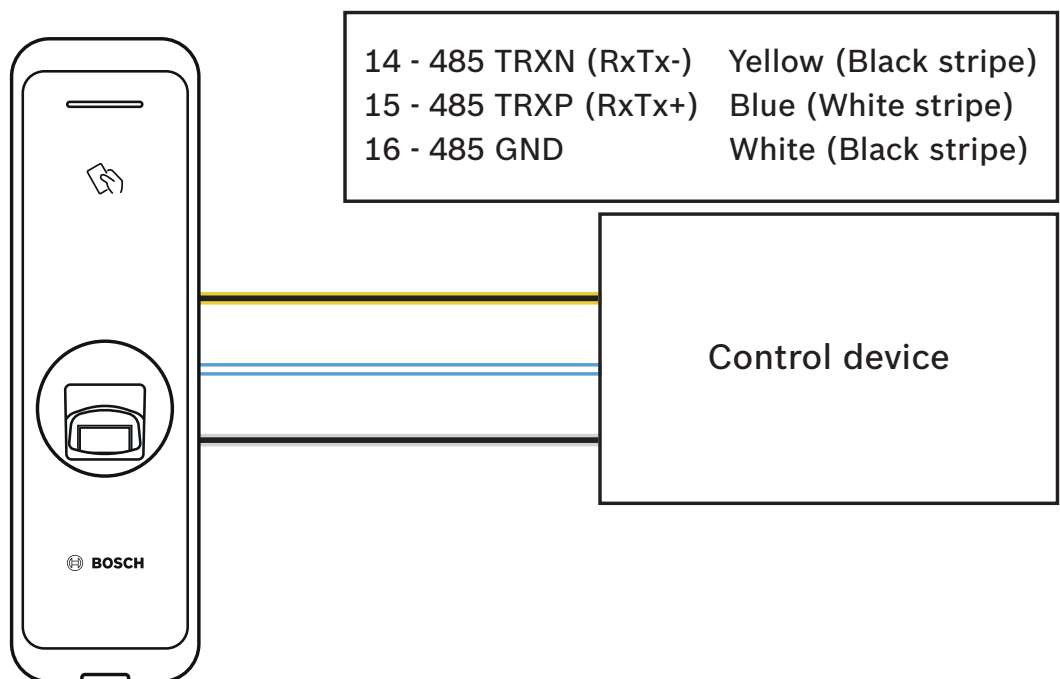 14 - 485 TRXN (RxTx-) Yellow (Black stripe)
15 - 485 TRXP (RxTx+) Blue (White stripe)
16 - 485 GND White (Black stripe)
Control device
BOSCH